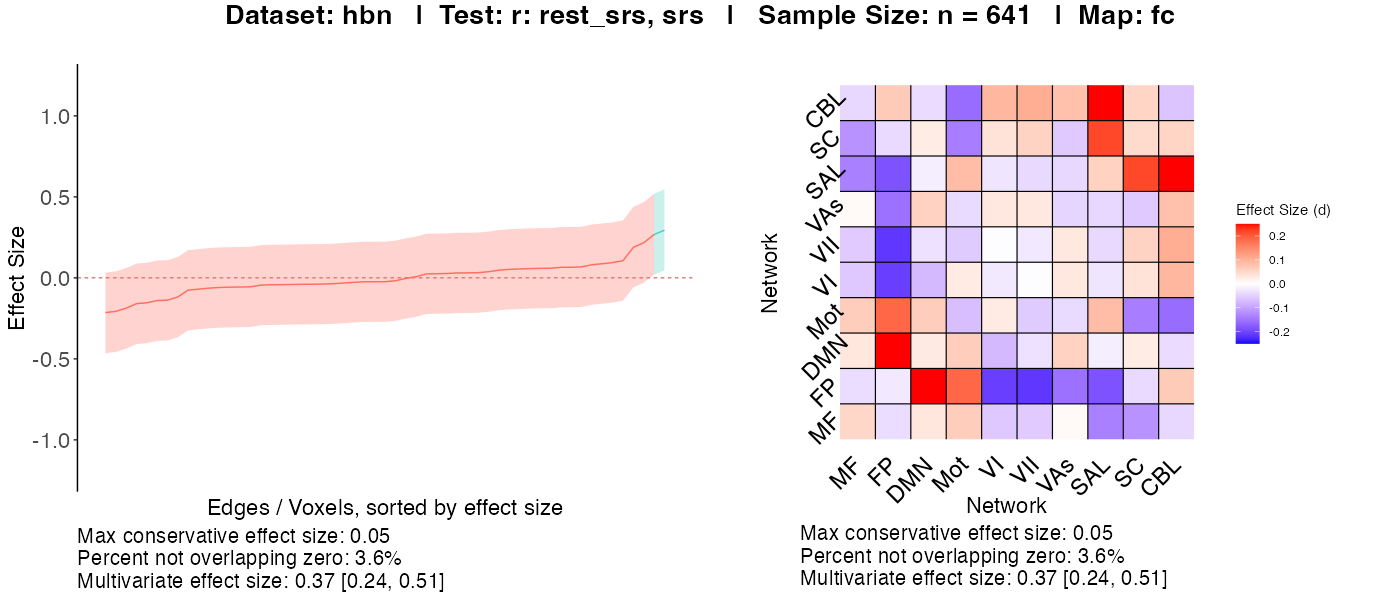 Dataset: hbn | Test: r: rest_srs, srs | Sample Size: n = 641 | Map: fc
Effect Size
1.0
0.5
0.0
-0.5
-1.0
Edges / Voxels, sorted by effect size
Max conservative effect size: 0.05
Percent not overlapping zero: 3.6%
Multivariate effect size: 0.37 [0.24, 0.51]
Network
CBL
SC
SAL
VAs
VII
VI
Mot
DMN
FP
MF
MF FP DMN Mot VI VII VAs SAL SC CBL
Network
Max conservative effect size: 0.05
Percent not overlapping zero: 3.6%
Multivariate effect size: 0.37 [0.24, 0.51]
Effect Size (d)
0.2
0.1
0.0
-0.1
-0.2